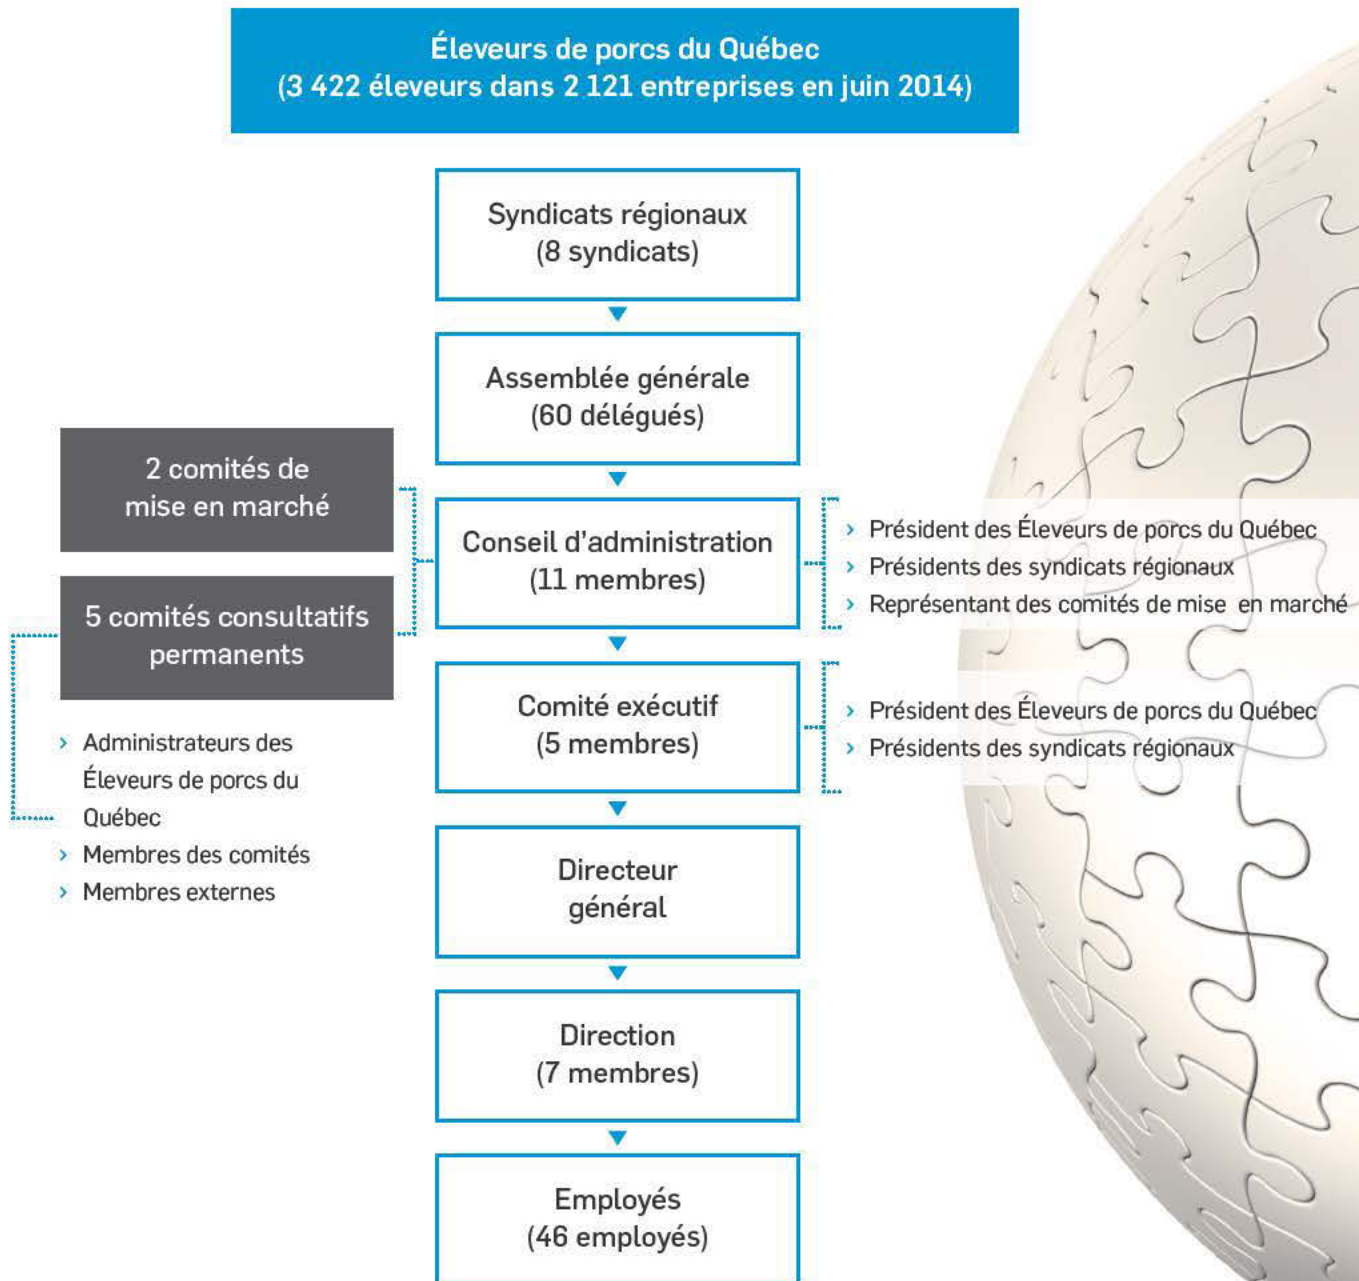 Éleveurs de porcs du Québec
(3 422 éleveurs dans 2 121 entreprises en juin 2014)
Syndicats régionaux
(8 syndicats)
Assemblée générale
(60 délégués)
2 comités de
mise en marché
5 comités consultatifs
permanents
› Administrateurs des
Éleveurs de porcs du
Québec
› Membres des comités
› Membres externes
Conseil d'administration
(11 membres)
› Président des Éleveurs de porcs du Québec
› Présidents des syndicats régionaux
› Représentant des comités de mise en marché
Comité exécutif
(5 membres)
› Président des Éleveurs de porcs du Québec
› Présidents des syndicats régionaux
Directeur
général
Direction
(7 membres)
Employés
(46 employés)